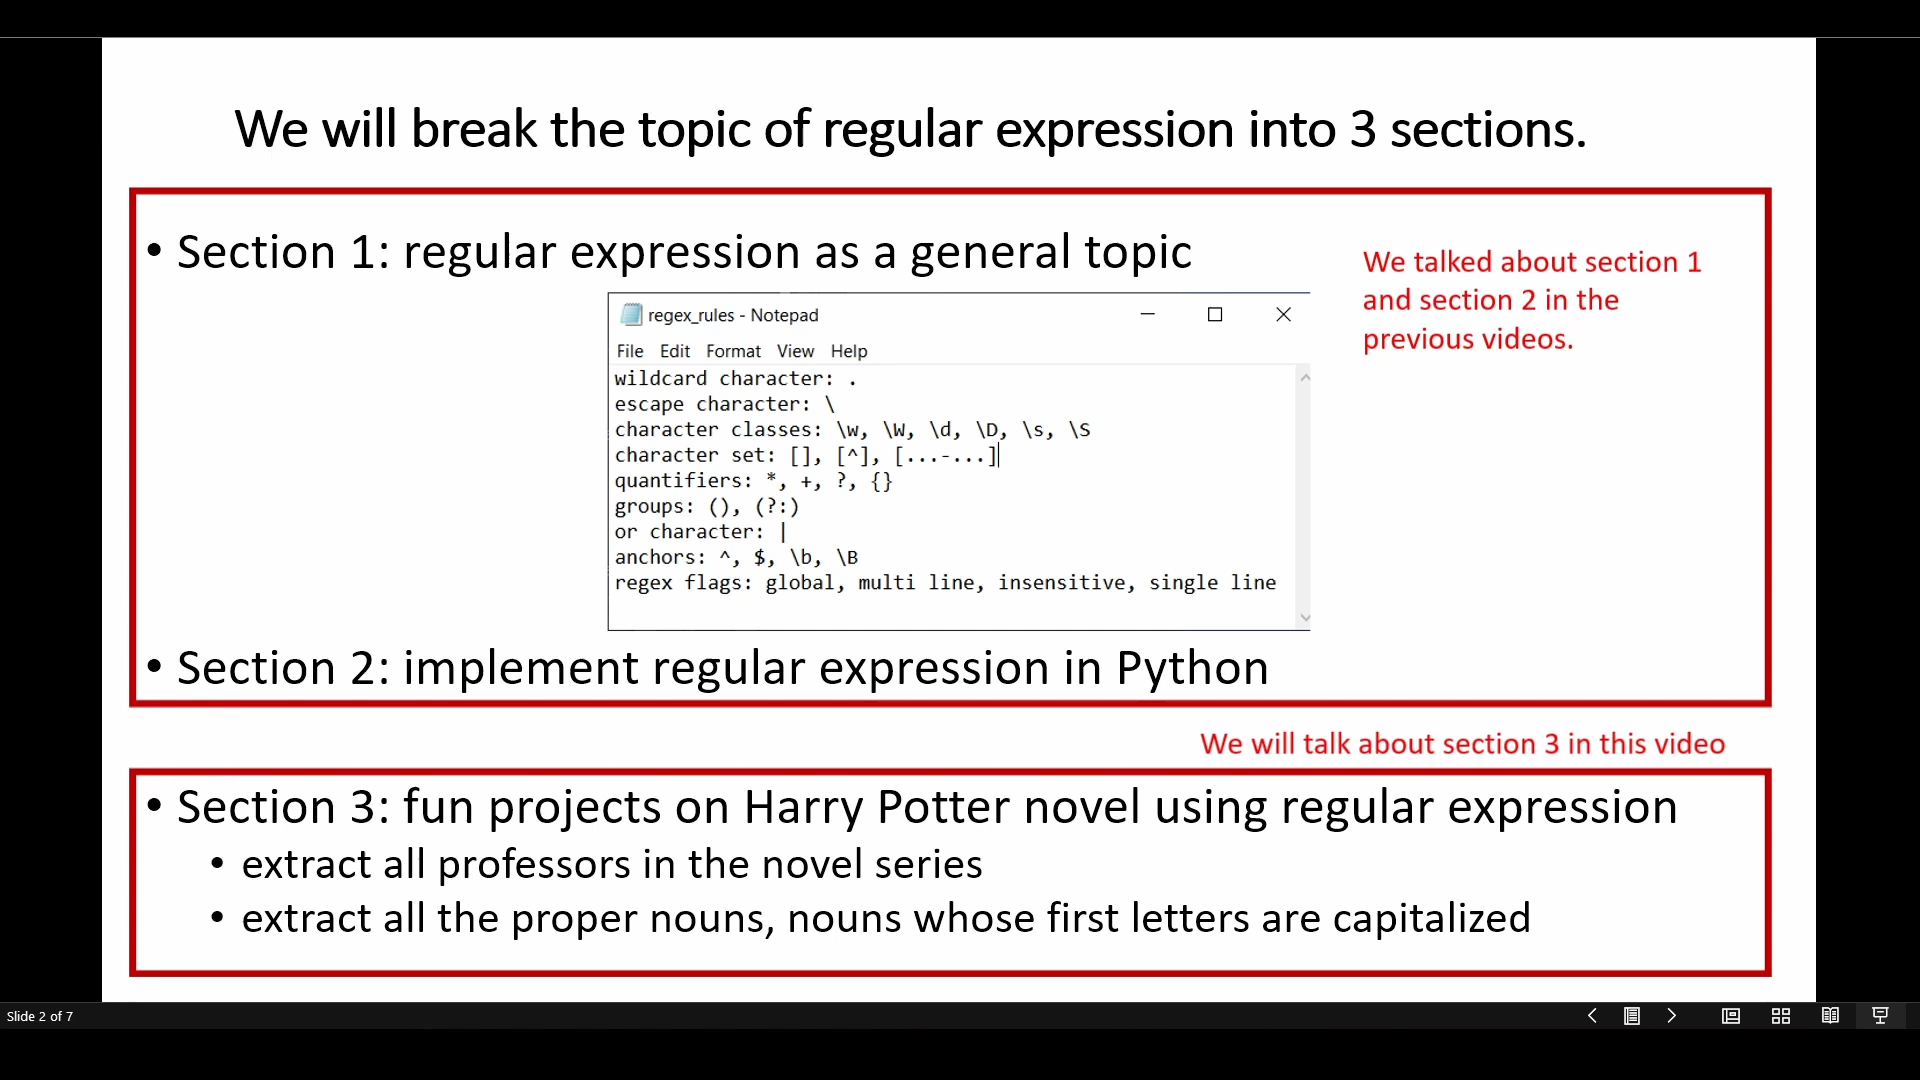 We will break the topic of regular expression into 3 sections.
• Section 1: regular expression as a general topic
We talked about section 1
and section 2 in the
previous videos.
regex_rules - Notepad
File Edit Format View Help
wildcard character: .
escape character: \
character classes: \w, \W, \d, \D, \s, \S
character set: [], [^], [...-...]
quantifiers: *, +, ?, {}
groups: (), (?:)
or character: |
anchors: ^, $, \b, \B
regex flags: global, multi line, insensitive, single line
• Section 2: implement regular expression in Python
We will talk about section 3 in this video
• Section 3: fun projects on Harry Potter novel using regular expression
• extract all professors in the novel series
• extract all the proper nouns, nouns whose first letters are capitalized
Slide 2 of 7